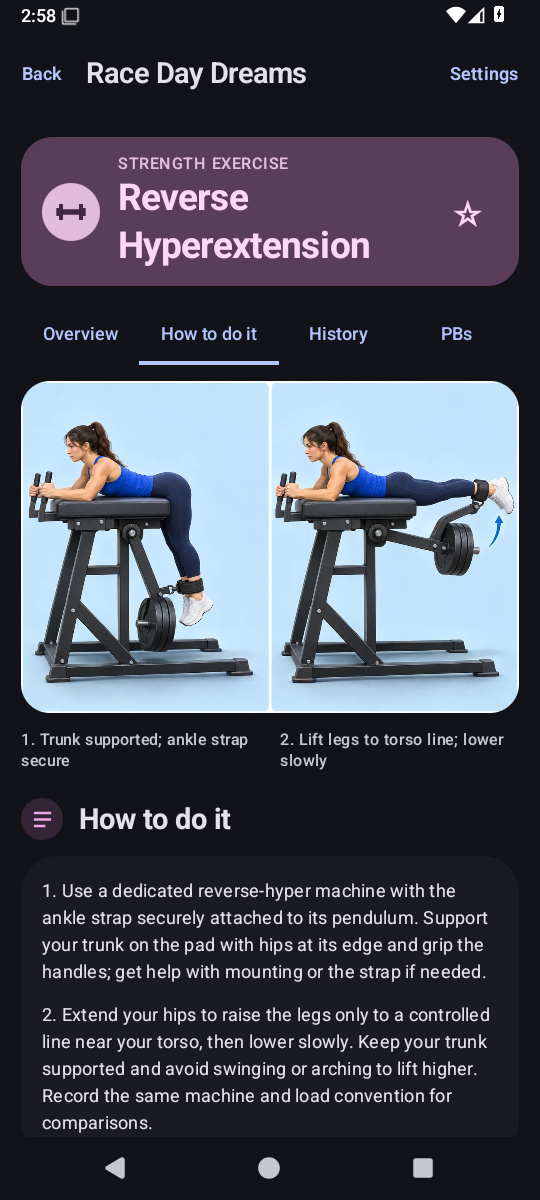 2:58
Back
Race Day Dreams
Settings
STRENGTH EXERCISE
Reverse
Hyperextension
Overview
How to do it
History
PBs
1. Trunk supported; ankle strap
secure
2. Lift legs to torso line; lower
slowly
How to do it
1. Use a dedicated reverse-hyper machine with the
ankle strap securely attached to its pendulum. Support
your trunk on the pad with hips at its edge and grip the
handles; get help with mounting or the strap if needed.
2. Extend your hips to raise the legs only to a controlled
line near your torso, then lower slowly. Keep your trunk
supported and avoid swinging or arching to lift higher.
Record the same machine and load convention for
comparisons.